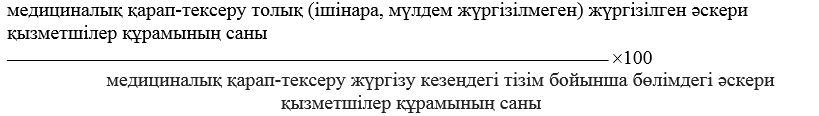 медициналық қарап-тексеру толық (ішінара, мүлдем жүргізілмеген) жүргізілген әскери
қызметшілер құрамының саны
×100
медициналық қарап-тексеру жүргізу кезеңдегі тізім бойынша бөлімдегі әскери
қызметшілер құрамының саны